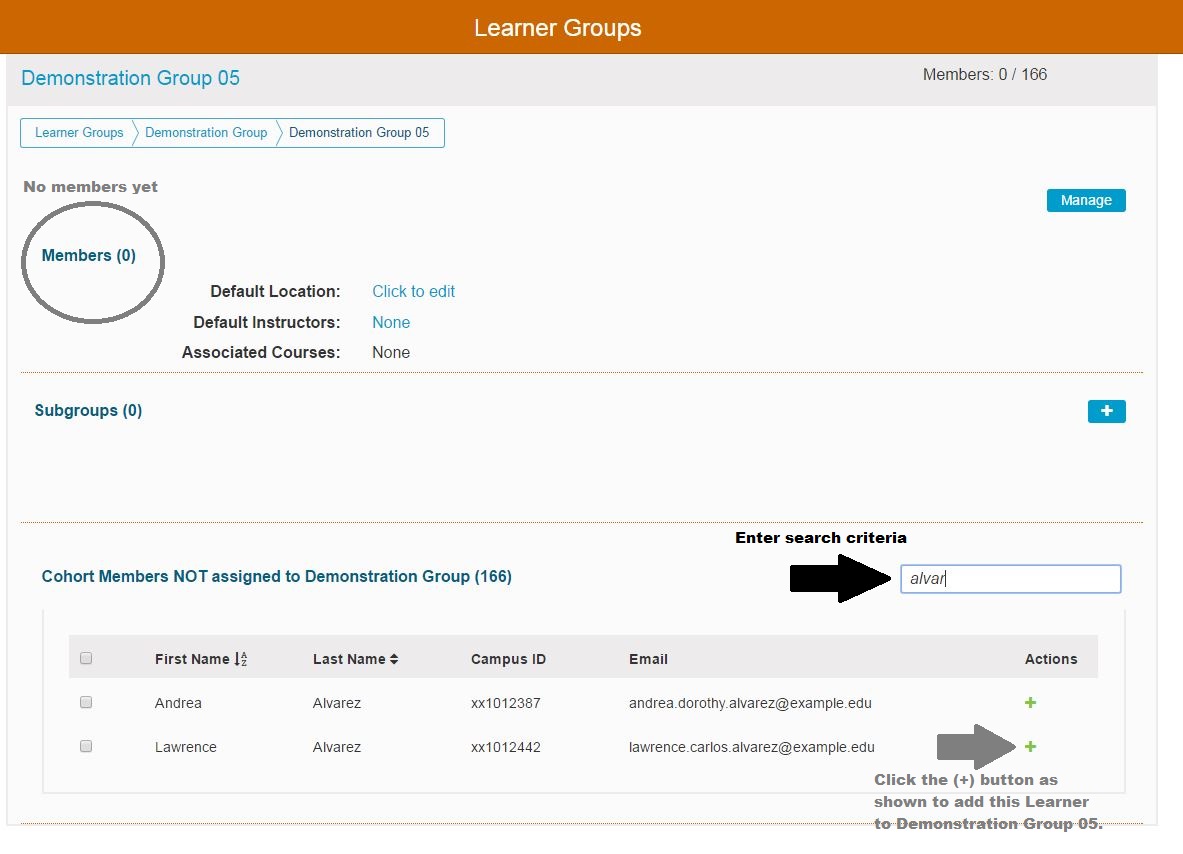 Learner Groups
Demonstration Group 05
Members: 0 / 166
Learner Groups Demonstration Group Demonstration Group 05
No members yet
Manage
Members (0)
Default Location: Click to edit
Default Instructors: None
Associated Courses: None
Subgroups (0)
+
Enter search criteria
Cohort Members NOT assigned to Demonstration Group (166)
alvar
First Name Last Name Campus ID Email Actions
Andrea Alvarez xx1012387 andrea.dorothy.alvarez@example.edu +
Lawrence Alvarez xx1012442 lawrence.carlos.alvarez@example.edu +
Click the (+) button as
shown to add this Learner
to Demonstration Group 05.